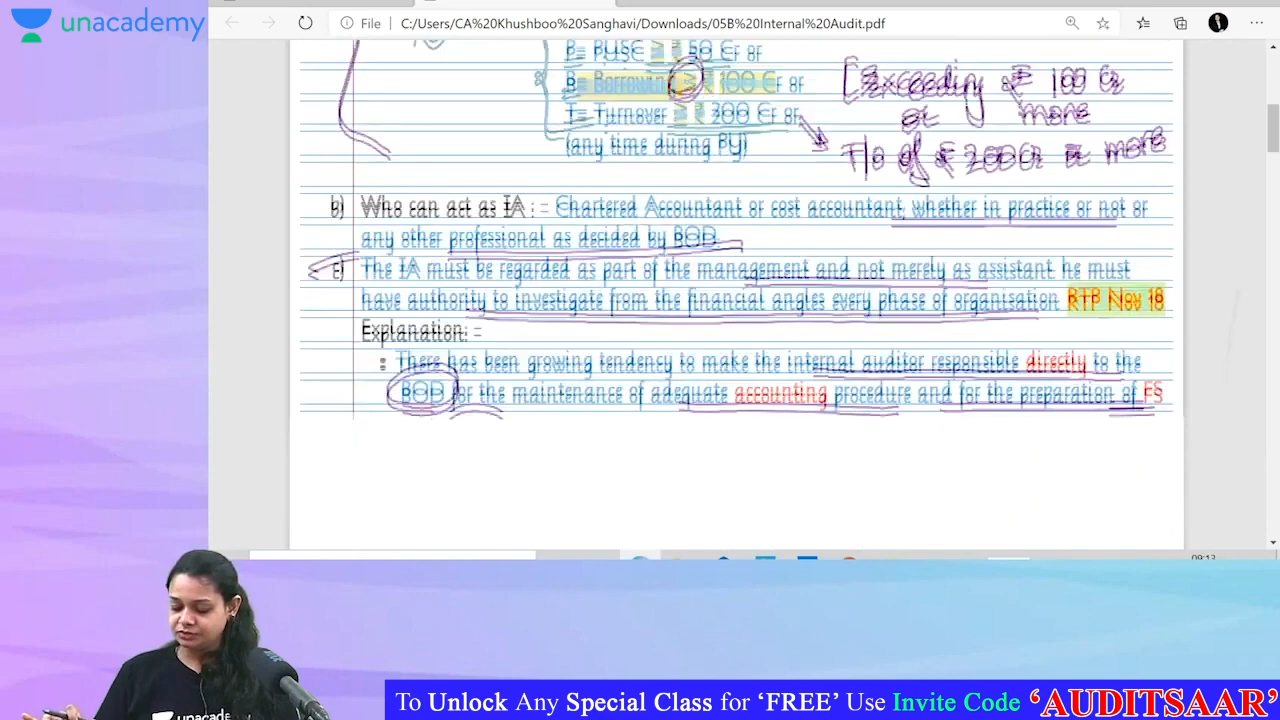 unacademy
File C:/Users/CA%20Khushboo%20Sanghavi/Downloads/05B%20Internal%20Audit.pdf
P= PUSC ≥ ₹ 50 Cr or
B= Borrowing ≥ ₹ 100 Cr or
[Exceeding ₹ 100 Cr
or more
T= Turnover ≥ ₹ 200 Cr or
T/o of ₹ 200 Cr or more
(any time during PY)
b) Who can act as IA : = Chartered Accountant or cost accountant, whether in practice or not or
any other professional as decided by BOD.
c) The IA must be regarded as part of the management and not merely as assistant he must
have authority to investigate from the financial angles every phase of organisation RTP Nov 18
Explanation: =
There has been growing tendency to make the internal auditor responsible directly to the
BOD for the maintenance of adequate accounting procedure and for the preparation of FS
09:13
unacademy
To Unlock Any Special Class for ‘FREE’ Use Invite Code ‘AUDITSAAR’